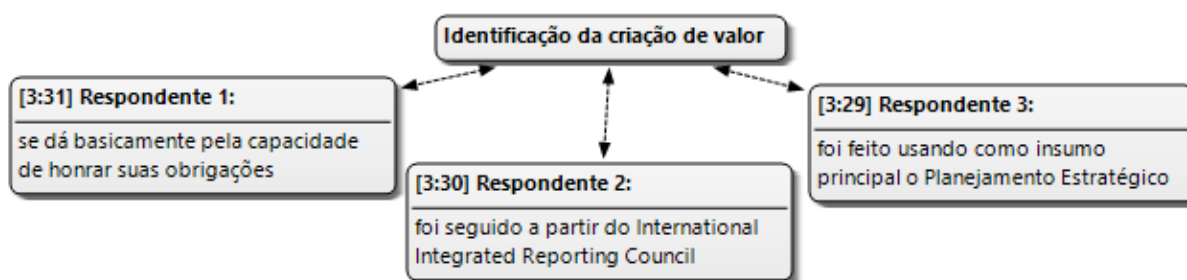 Identificação da criação de valor
[3:31] Respondente 1:
se dá basicamente pela capacidade
de honrar suas obrigações
[3:30] Respondente 2:
foi seguido a partir do International
Integrated Reporting Council
[3:29] Respondente 3:
foi feito usando como insumo
principal o Planejamento Estratégico